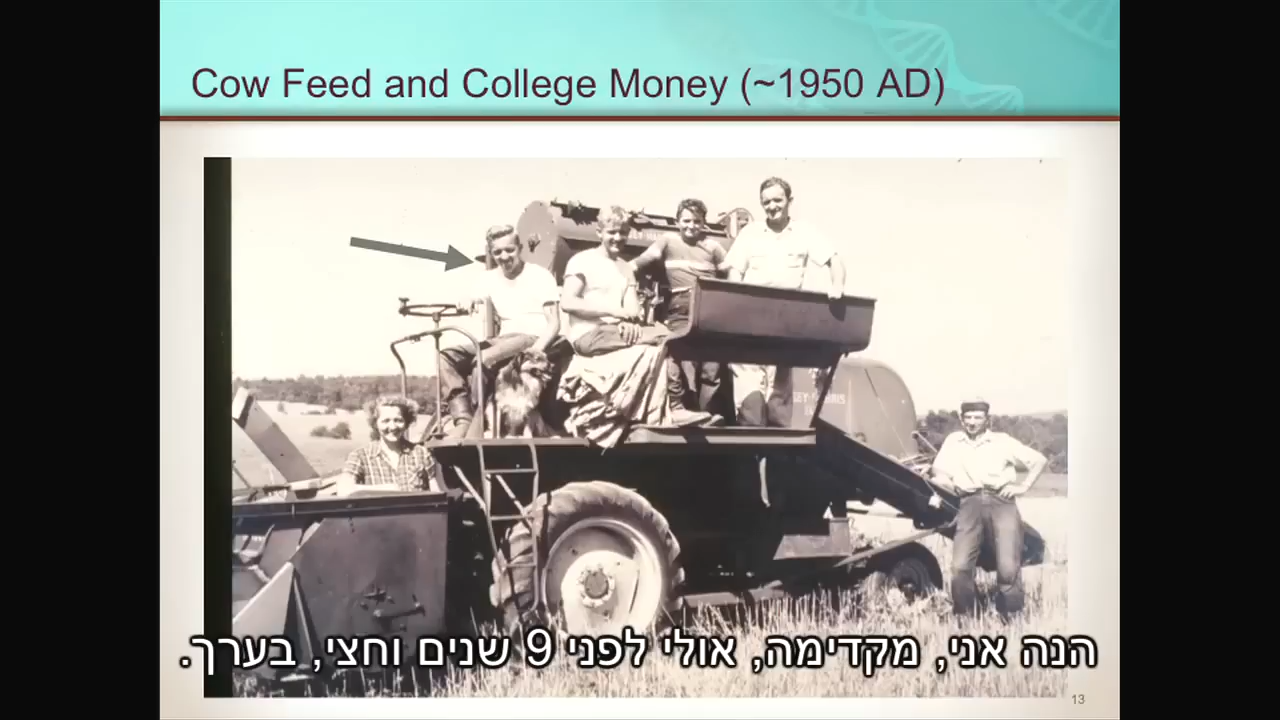 Cow Feed and College Money (~1950 AD)
הנה אני, מקדימה, אולי לפני 9 שנים וחצי, בערך.
13